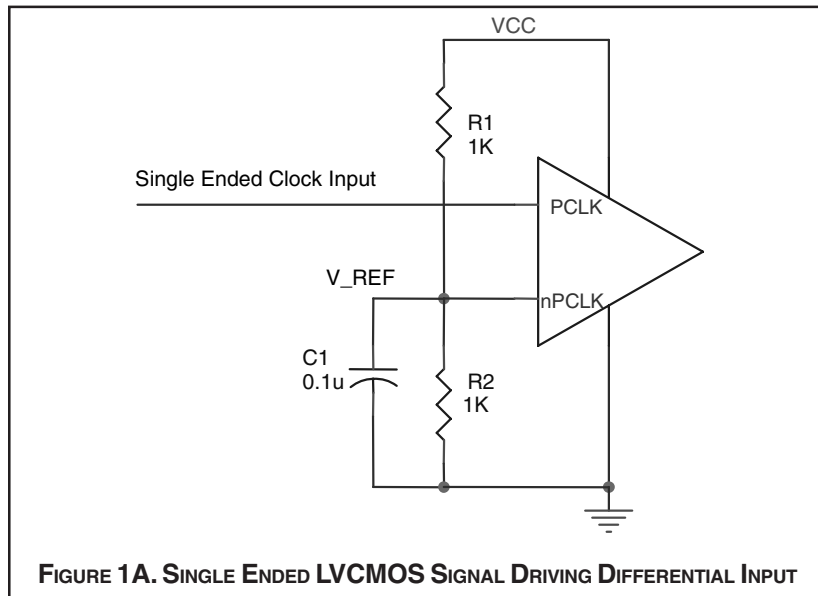 VCC
R1
1K
Single Ended Clock Input
PCLK
V_REF
nPCLK
C1
0.1u
R2
1K
FIGURE 1A. SINGLE ENDED LVCMOS SIGNAL DRIVING DIFFERENTIAL INPUT